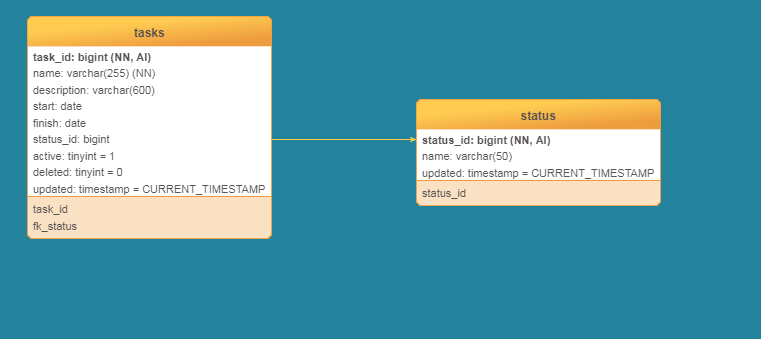 tasks
task_id: bigint (NN, AI)
name: varchar(255) (NN)
description: varchar(600)
start: date
finish: date
status_id: bigint
active: tinyint = 1
deleted: tinyint = 0
updated: timestamp = CURRENT_TIMESTAMP
task_id
fk_status
status
status_id: bigint (NN, AI)
name: varchar(50)
updated: timestamp = CURRENT_TIMESTAMP
status_id